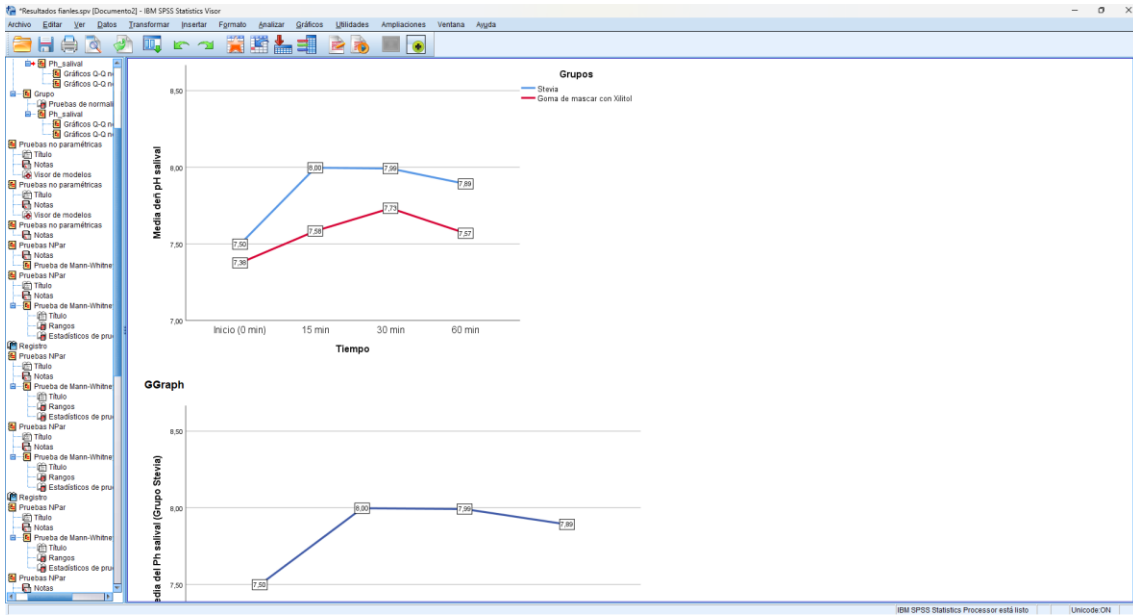 *Resultados fianles.spv [Documento2] - IBM SPSS Statistics Visor
Archivo Editar Ver Datos Transformar Insertar Formato Analizar Gráficos Utilidades Ampliaciones Ventana Ayuda
Ph_salival
Gráficos Q-Q n
Gráficos Q-Q n
Grupo
Pruebas de normali
Ph_salival
Gráficos Q-Q n
Gráficos Q-Q n
Pruebas no paramétricas
Título
Notas
Visor de modelos
Pruebas no paramétricas
Título
Notas
Visor de modelos
Pruebas no paramétricas
Notas
Pruebas NPar
Notas
Prueba de Mann-Whitne
Pruebas NPar
Título
Notas
Prueba de Mann-Whitne
Título
Rangos
Estadísticos de pru
Registro
Pruebas NPar
Título
Notas
Prueba de Mann-Whitne
Título
Rangos
Estadísticos de pru
Pruebas NPar
Título
Notas
Prueba de Mann-Whitne
Título
Rangos
Estadísticos de pru
Registro
Pruebas NPar
Título
Notas
Prueba de Mann-Whitne
Título
Rangos
Estadísticos de pru
Pruebas NPar
Notas
Grupos
Stevia
Goma de mascar con Xilitol
Media deñ pH salival
8,50
8,00
7,50
7,00
8,00
7,99
7,89
7,50
7,38
7,58
7,73
7,57
Inicio (0 min) 15 min 30 min 60 min
Tiempo
GGraph
edia del Ph salival (Grupo Stevia)
8,50
8,00
7,50
7,50
8,00
7,99
7,89
IBM SPSS Statistics Processor está listo Unicode:ON